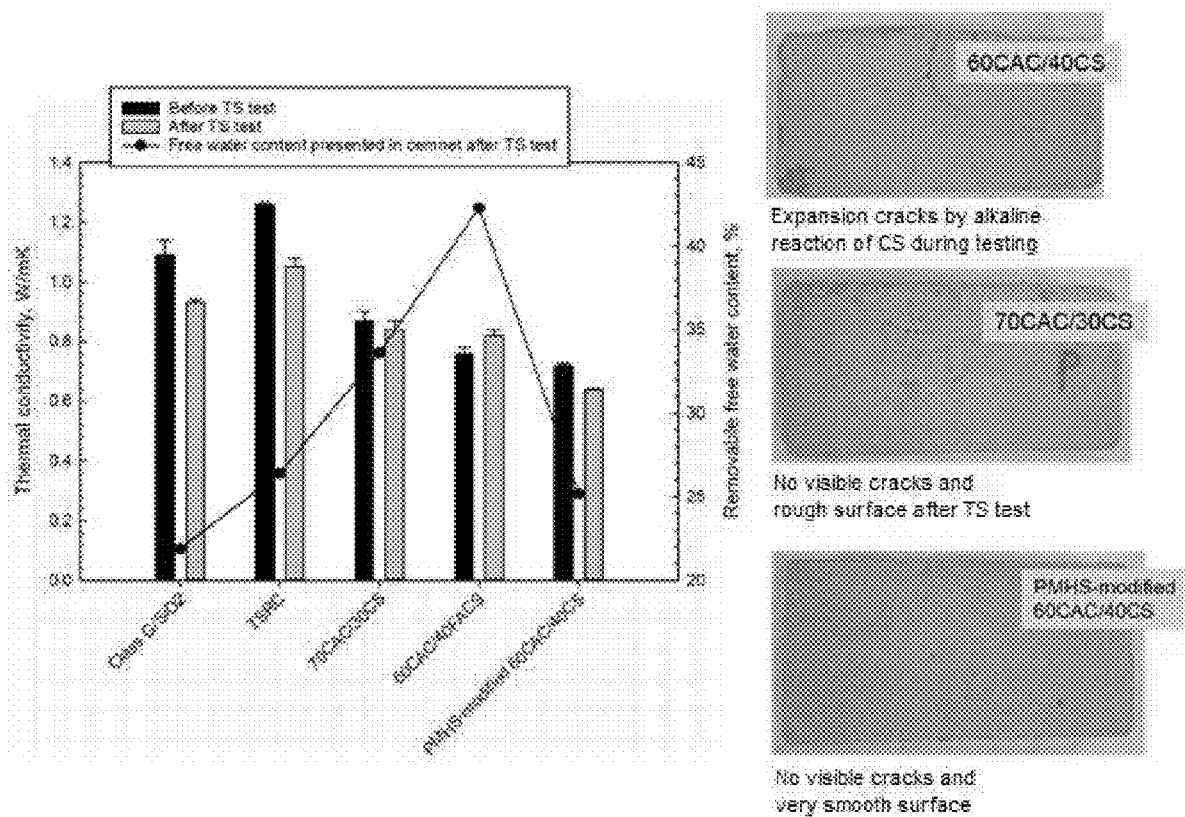 Before TS test
After TS test
Free water content presented in cemnet after TS test
1.4
1.2
1.0
0.8
0.6
0.4
0.2
0.0
Thermal conductivity, W/mK
45
40
35
30
25
20
Removable free water content, %
Class G/SiO2
TSRC
70CAC/30CS
60CAC/40FACS
PMHS-modified 60CAC/40CS
60CAC/40CS
Expansion cracks by alkaline
reaction of CS during testing
70CAC/30CS
No visible cracks and
rough surface after TS test
PMHS-modified
60CAC/40CS
No visible cracks and
very smooth surface